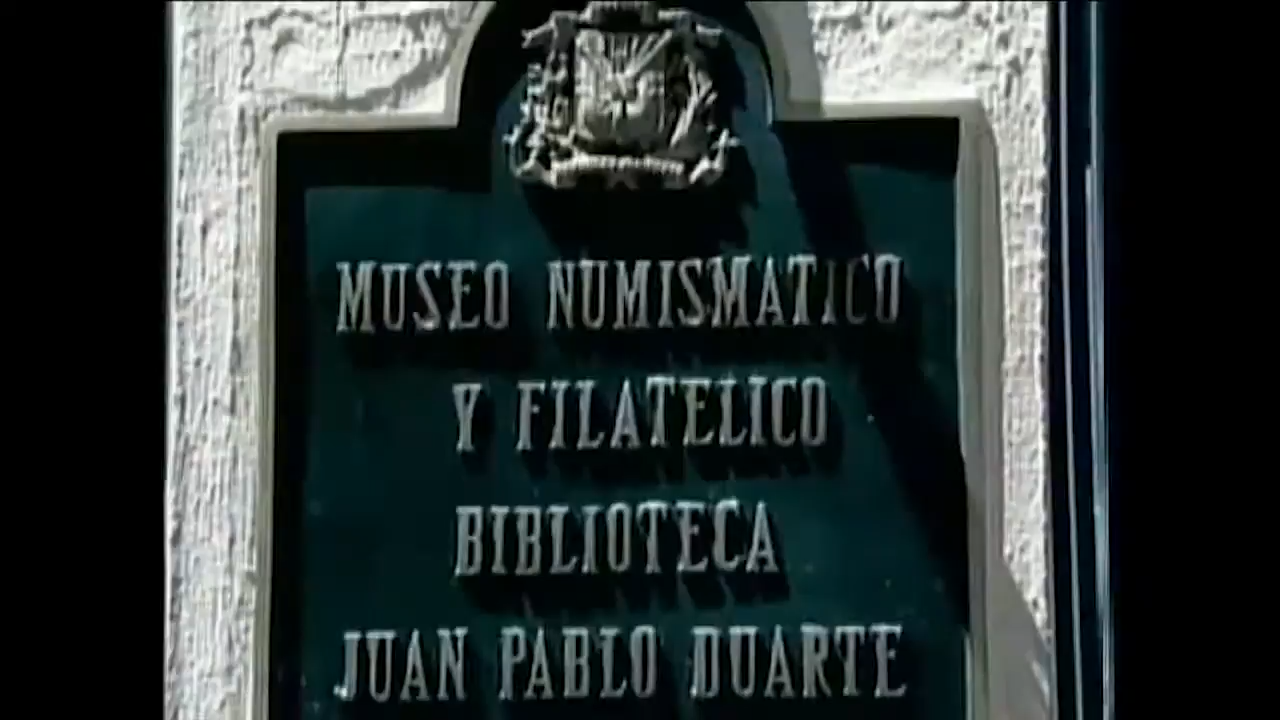 MUSEO NUMISMATICO
Y FILATELICO
BIBLIOTECA
JUAN PABLO DUARTE